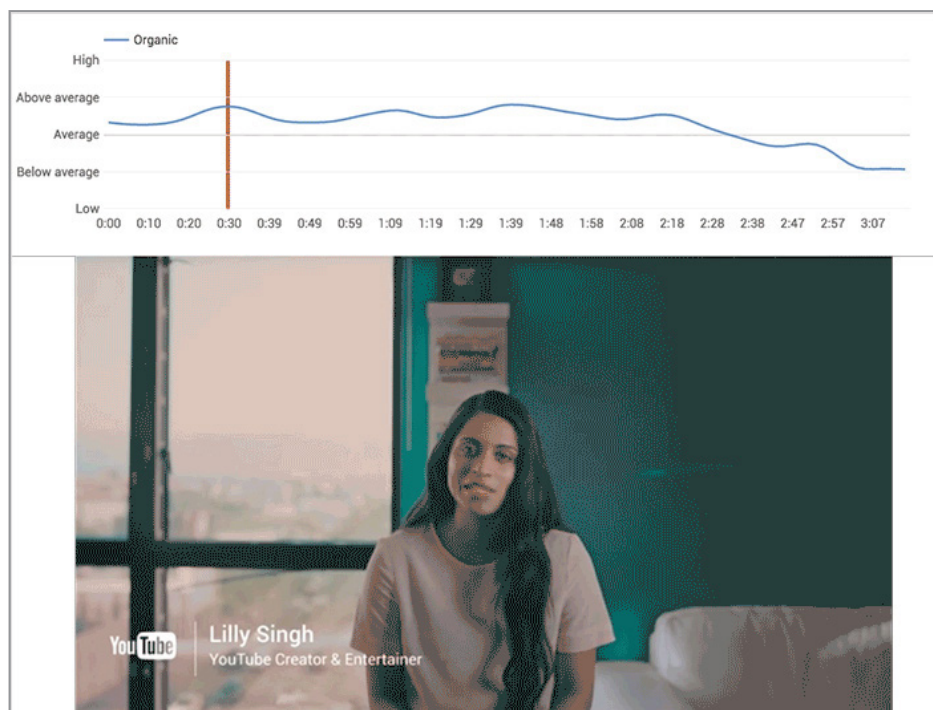 Organic
High
Above average
Average
Below average
Low
0:00 0:10 0:20 0:30 0:39 0:49 0:59 1:09 1:19 1:29 1:39 1:48 1:58 2:08 2:18 2:28 2:38 2:47 2:57 3:07
YouTube
Lilly Singh
YouTube Creator & Entertainer